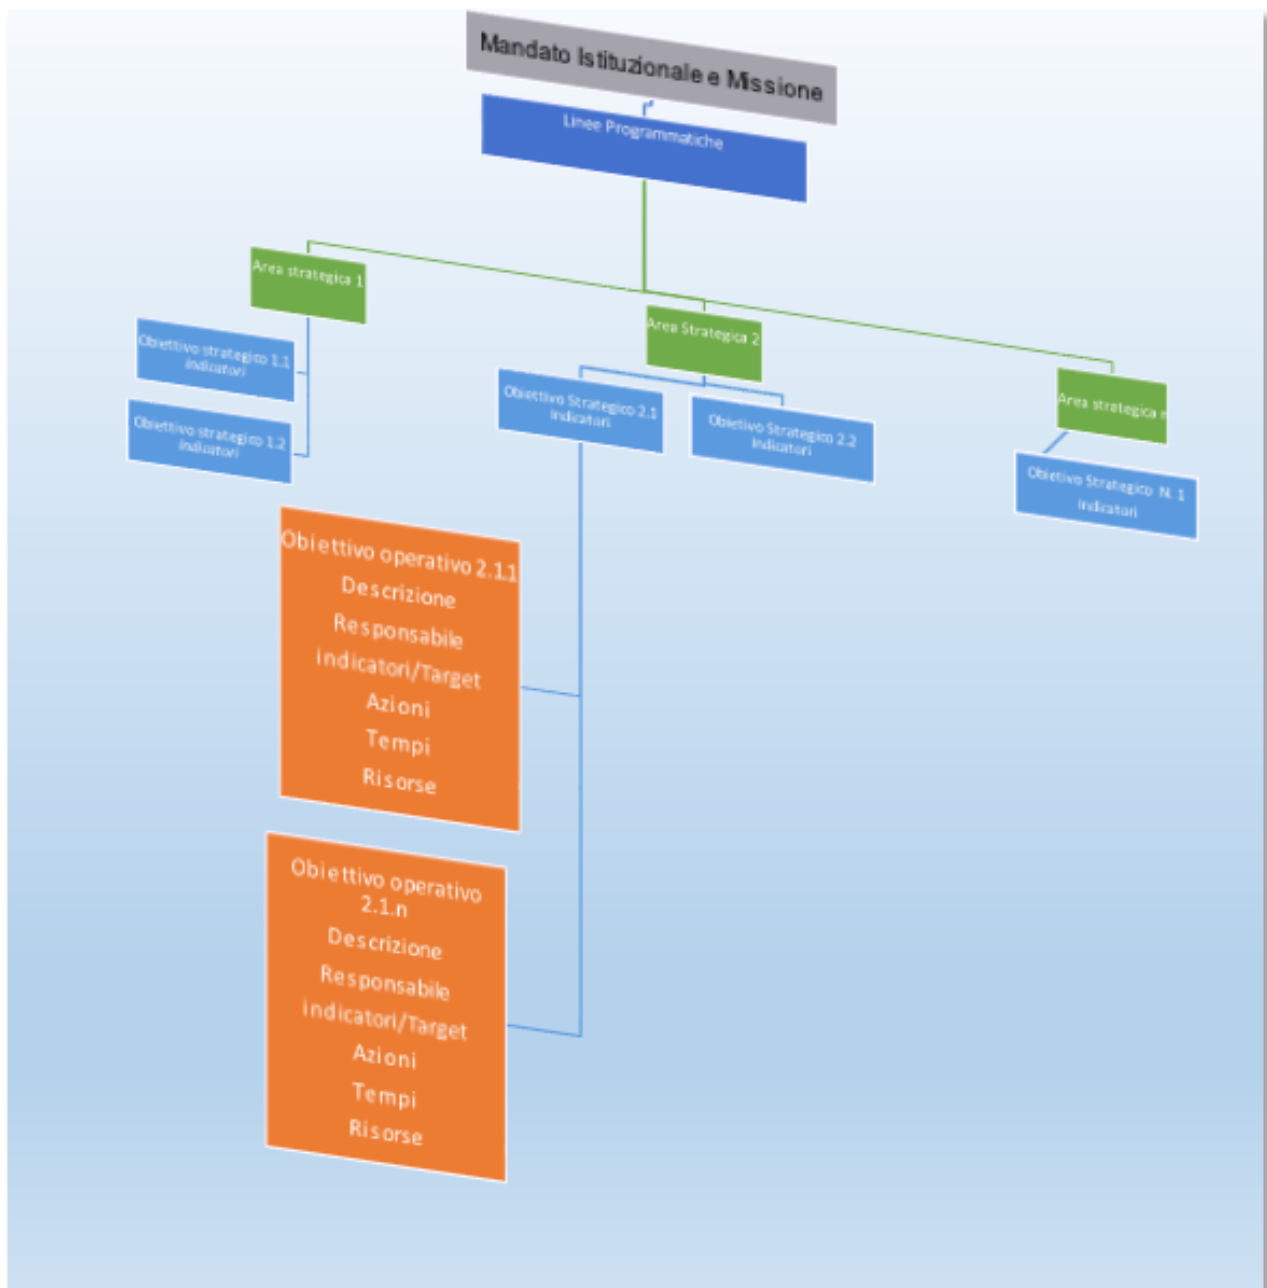 Mandato Istituzionale e Missione
Linee Programmatiche
Area strategica 1
Area Strategica 2
Area strategica n
Obiettivo strategico 1.1
indicatori
Obiettivo strategico 1.2
indicatori
Obiettivo Strategico 2.1
Indicatori
Obietivo Strategico 2.2
Indicatori
Obietivo Strategico N. 1
indicatori
Obiettivo operativo 2.1.1
Descrizione
Responsabile
indicatori/Target
Azioni
Tempi
Risorse
Obiettivo operativo
2.1.n
Descrizione
Responsabile
indicatori/Target
Azioni
Tempi
Risorse